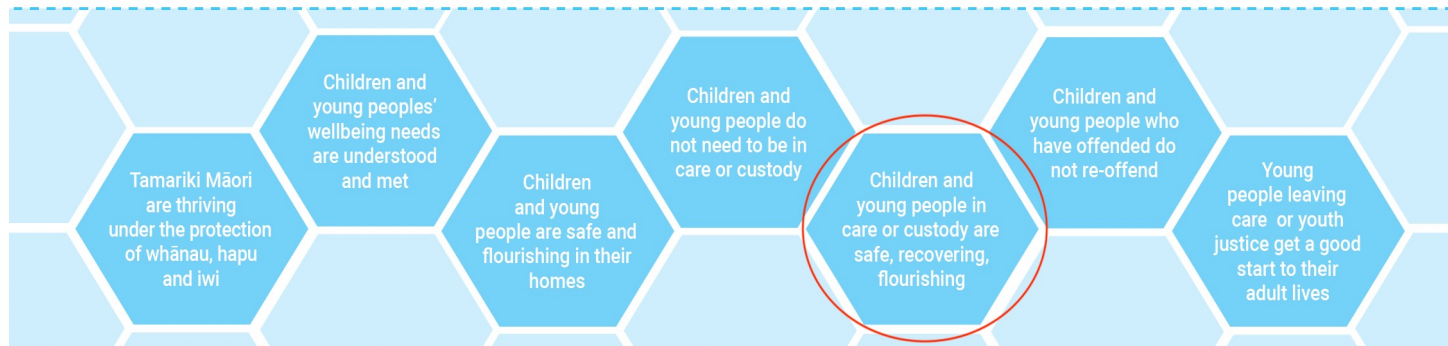 Tamariki Māori
are thriving
under the protection
of whānau, hapu
and iwi
Children and
young peoples’
wellbeing needs
are understood
and met
Children
and young
people are safe and
flourishing in their
homes
Children and
young people do
not need to be in
care or custody
Children and
young people in
care or custody are
safe, recovering,
flourishing
Children and
young people who
have offended do
not re-offend
Young
people leaving
care or youth
justice get a good
start to their
adult lives